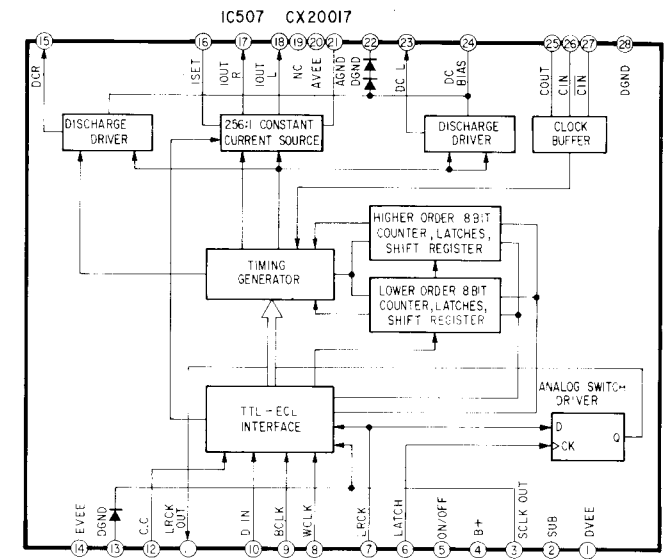 IC507 CX20017
15 16 17 18 19 20 21 22 23 24 25 26 27 28
DCR
ISET
IOUT R
IOUT L
NC
AVEE
AGND
DGND
DC L
DC BIAS
COUT
CIN
CIN
DGND
DISCHARGE
DRIVER
256:1 CONSTANT
CURRENT SOURCE
DISCHARGE
DRIVER
CLOCK
BUFFER
HIGHER ORDER 8BIT
COUNTER, LATCHES,
SHIFT REGISTER
TIMING
GENERATOR
LOWER ORDER 8BIT
COUNTER, LATCHES,
SHIFT REGISTER
ANALOG SWITCH
DRIVER
TTL-ECL
INTERFACE
D
Q
CK
EVEE
DGND
C.C
LRCK OUT
D IN
BCLK
WCLK
LRCK
LATCH
ON/OFF
B+
SCLK OUT
SUB
DVEE
14 13 12 10 9 8 7 6 5 4 3 2 1